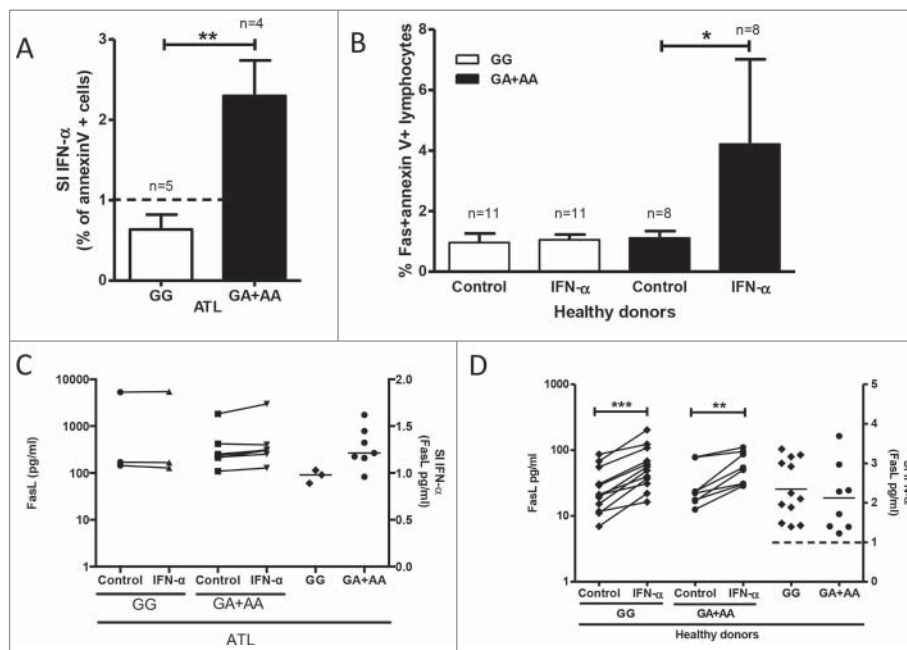 A
n=4
**
3
2
1
0
SI IFN-α
(% of annexinV + cells)
n=5
GG GA+AA
ATL
B
n=8
*
GG
GA+AA
8
6
4
2
0
% Fas+annexin V+ lymphocytes
n=11 n=11 n=8
Control IFN-α Control IFN-α
Healthy donors
C
10000
1000
100
10
1
FasL (pg/ml)
2.0
1.5
1.0
0.5
0.0
SI IFN-α
(FasL pg/ml)
Control IFN-α Control IFN-α GG GA+AA
GG GA+AA
ATL
D
*** **
1000
100
10
1
FasL pg/ml
5
4
3
2
1
0
(FasL pg/ml)
Control IFN-α Control IFN-α GG GA+AA
GG GA+AA
Healthy donors